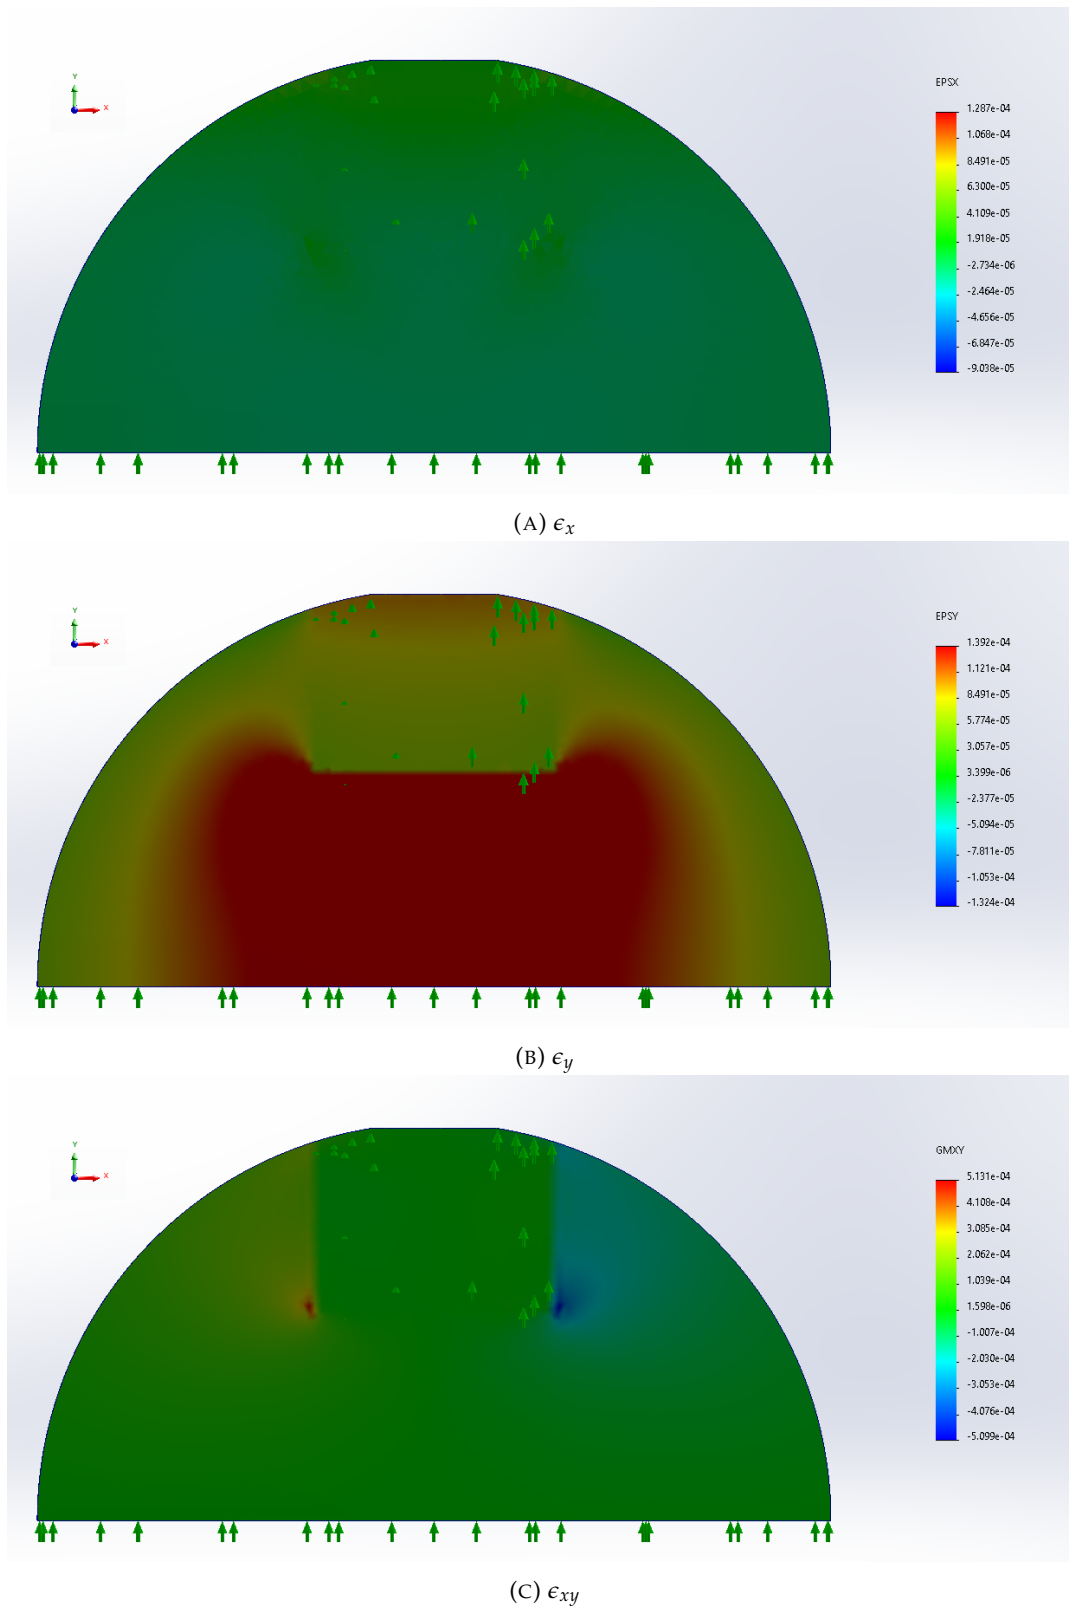 Y
X
EPSX
1.287e-04
1.068e-04
8.491e-05
6.300e-05
4.109e-05
1.918e-05
-2.734e-06
-2.464e-05
-4.656e-05
-6.847e-05
-9.038e-05
(A) ϵx
Y
X
EPSY
1.392e-04
1.121e-04
8.491e-05
5.774e-05
3.057e-05
3.399e-06
-2.377e-05
-5.094e-05
-7.811e-05
-1.053e-04
-1.324e-04
(B) ϵy
Y
X
GMXY
5.131e-04
4.108e-04
3.085e-04
2.062e-04
1.039e-04
1.598e-06
-1.007e-04
-2.030e-04
-3.053e-04
-4.076e-04
-5.099e-04
(C) ϵxy